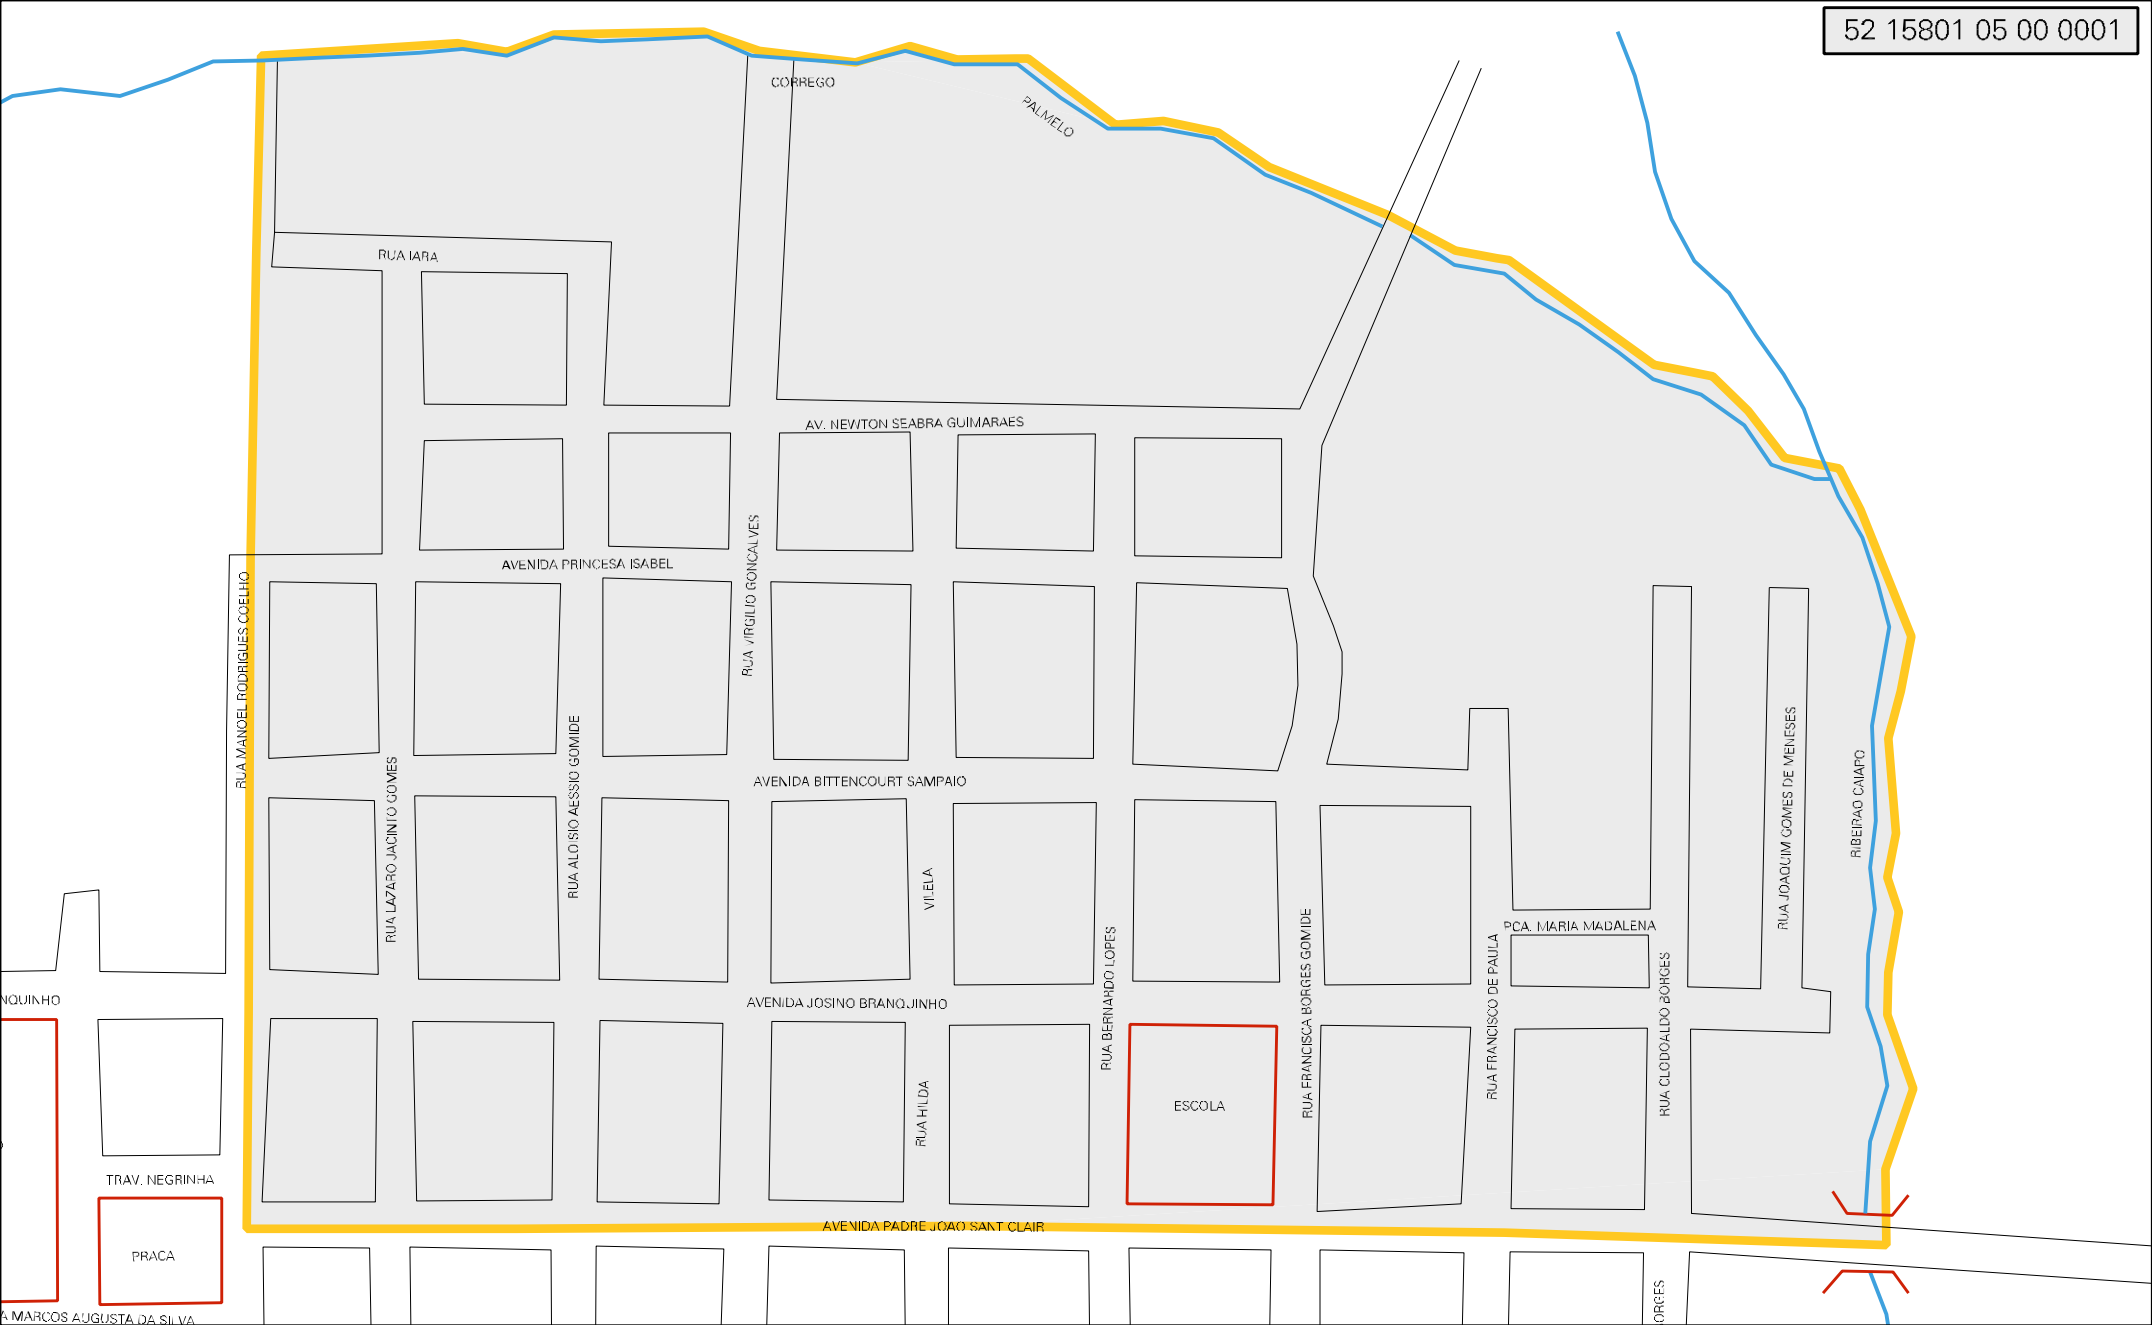 52 15801 05 00 0001
CORREGO
PALMELO
RUA IARA
AV. NEWTON SEABRA GUIMARAES
AVENIDA PRINCESA ISABEL
RUA VIRGILIO GONCALVES
RUA MANOEL RODRIGUES COELHO
RUA LAZARO JACINTO GOMES
RUA ALOISIO AESSIO GOMIDE
AVENIDA BITTENCOURT SAMPAIO
RUA JOAQUIM GOMES DE MENESES
RIBEIRAO CAIAPO
VILELA
PCA. MARIA MADALENA
RUA BERNARDO LOPES
RUA FRANCISCA BORGES GOMIDE
RUA FRANCISCO DE PAULA
RUA CLODOALDO BORGES
NQUINHO
AVENIDA JOSINO BRANQUINHO
RUA HILDA
ESCOLA
TRAV. NEGRINHA
AVENIDA PADRE JOAO SANT CLAIR
PRACA
ORGES
A MARCOS AUGUSTA DA SILVA